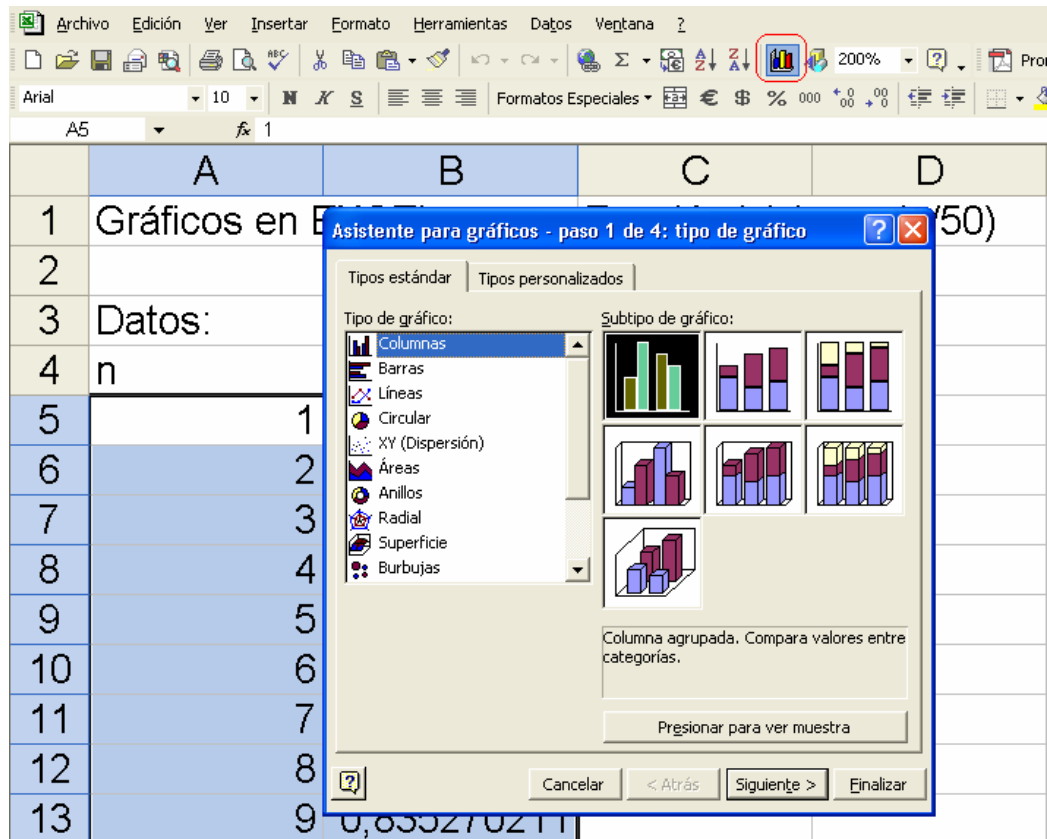 Archivo Edición Ver Insertar Formato Herramientas Datos Ventana ?
ABC Σ A Z Z A 200% ?
Arial 10 N K S Formatos Especiales € $ % 000
A5 fx 1
A B C D
1 Gráficos en /50)
2
3 Datos:
4 n
5 1
6 2
7 3
8 4
9 5
10 6
11 7
12 8
13 9 0,835270211
Asistente para gráficos - paso 1 de 4: tipo de gráfico
Tipos estándar Tipos personalizados
Tipo de gráfico:
Columnas
Barras
Líneas
Circular
XY (Dispersión)
Áreas
Anillos
Radial
Superficie
Burbujas
Subtipo de gráfico:
Columna agrupada. Compara valores entre
categorías.
Presionar para ver muestra
Cancelar < Atrás Siguiente > Finalizar